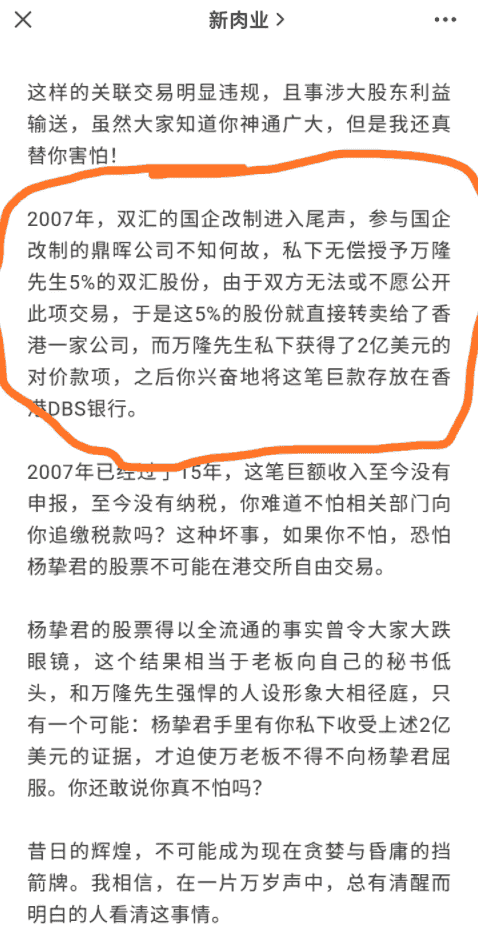 新肉业
这样的关联交易明显违规，且事涉大股东利益
输送，虽然大家知道你神通广大，但是我还真
替你害怕！
2007年，双汇的国企改制进入尾声，参与国企
改制的鼎晖公司不知何故，私下无偿授予万隆
先生5%的双汇股份，由于双方无法或不愿公开
此项交易，于是这5%的股份就直接转卖给了香
港一家公司，而万隆先生私下获得了2亿美元的
对价款项，之后你兴奋地将这笔巨款存放在香
港DBS银行。
2007年已经过了15年，这笔巨额收入至今没有
申报，至今没有纳税，你难道不怕相关部门向
你追缴税款吗？这种坏事，如果你不怕，恐怕
杨挚君的股票不可能在港交所自由交易。
杨挚君的股票得以全流通的事实曾令大家大跌
眼镜，这个结果相当于老板向自己的秘书低
头，和万隆先生强悍的人设形象大相径庭，只
有一个可能：杨挚君手里有你私下收受上述2亿
美元的证据，才迫使万老板不得不向杨挚君屈
服。你还敢说你真不怕吗？
昔日的辉煌，不可能成为现在贪婪与昏庸的挡
箭牌。我相信，在一片万岁声中，总有清醒而
明白的人看清这事情。